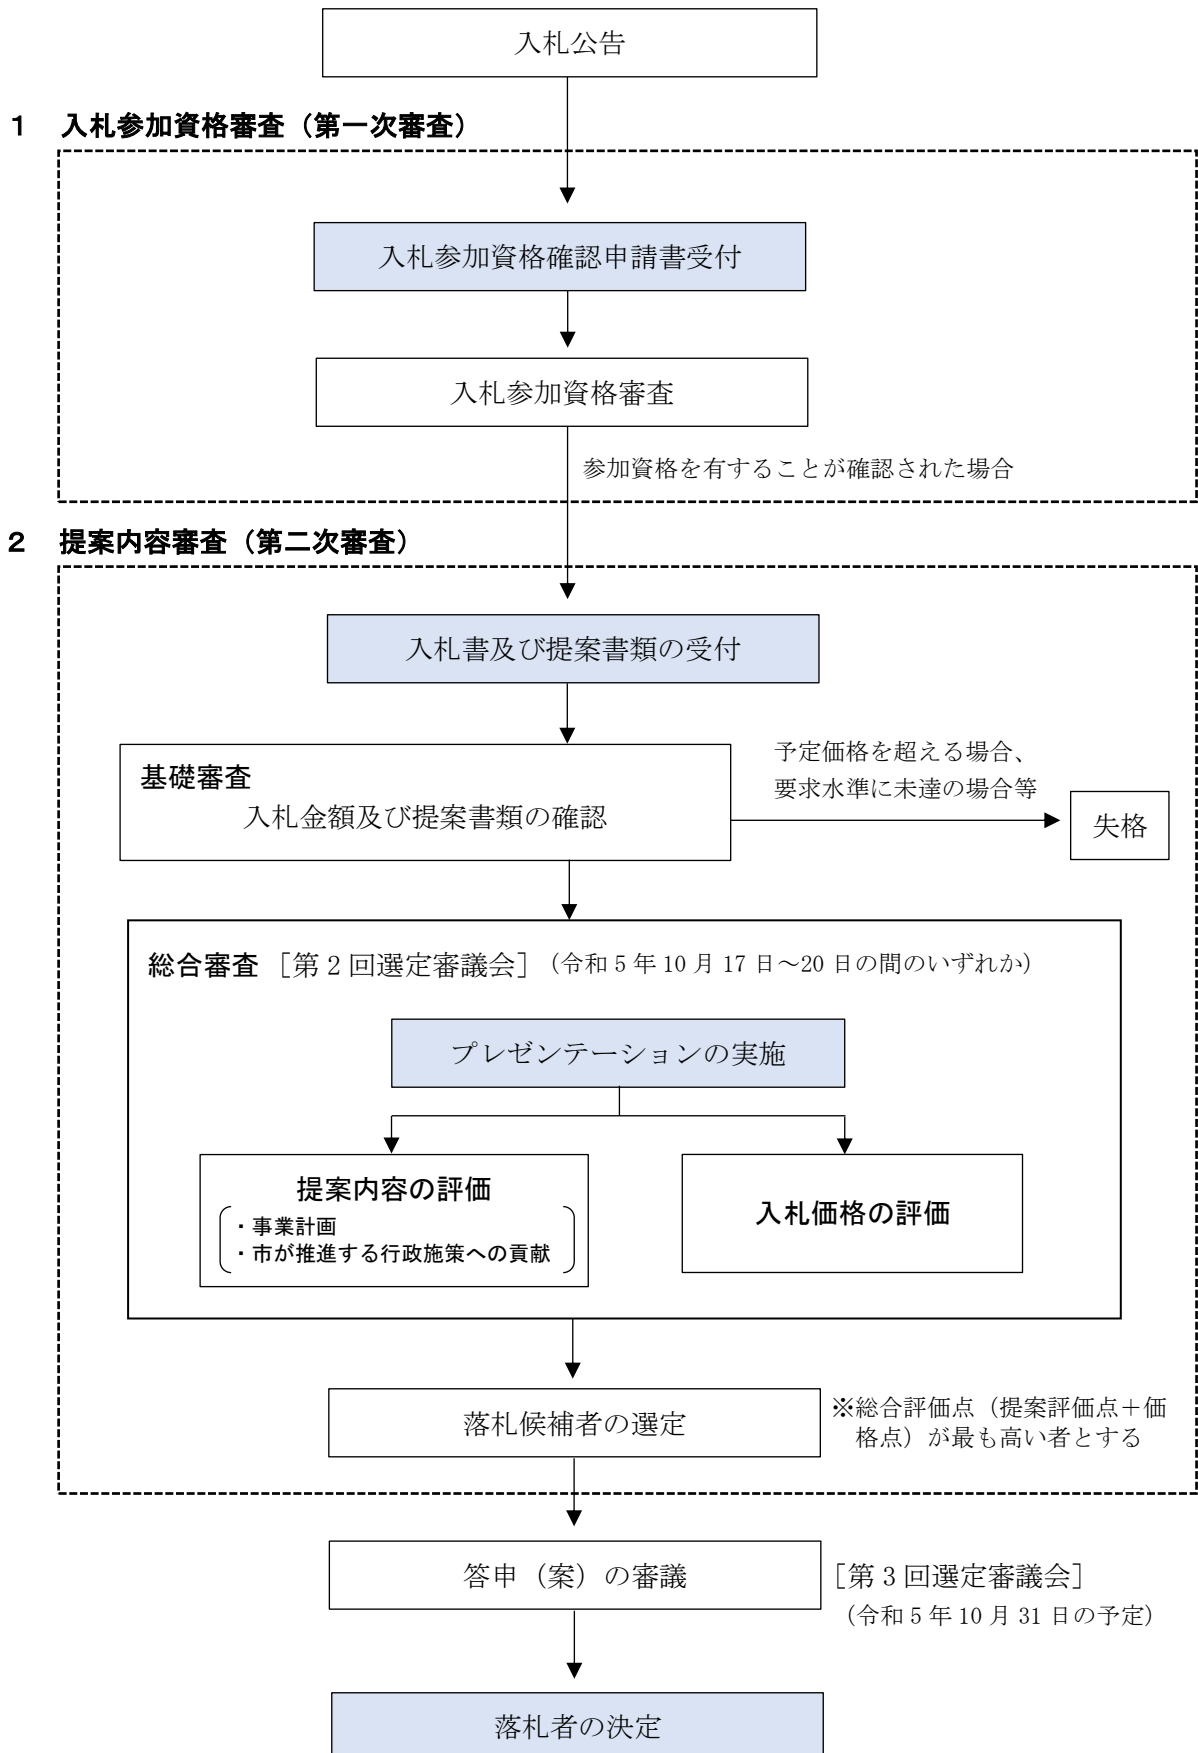 入札公告
１　入札参加資格審査（第一次審査）
入札参加資格確認申請書受付
入札参加資格審査
参加資格を有することが確認された場合
２　提案内容審査（第二次審査）
入札書及び提案書類の受付
基礎審査
入札金額及び提案書類の確認
予定価格を超える場合、
要求水準に未達の場合等
失格
総合審査［第２回選定審議会］（令和５年10月17日～20日の間のいずれか）
プレゼンテーションの実施
提案内容の評価
・事業計画
・市が推進する行政施策への貢献
入札価格の評価
落札候補者の選定
※総合評価点（提案評価点＋価
格点）が最も高い者とする
答申（案）の審議
［第３回選定審議会］
（令和５年10月31日の予定）
落札者の決定